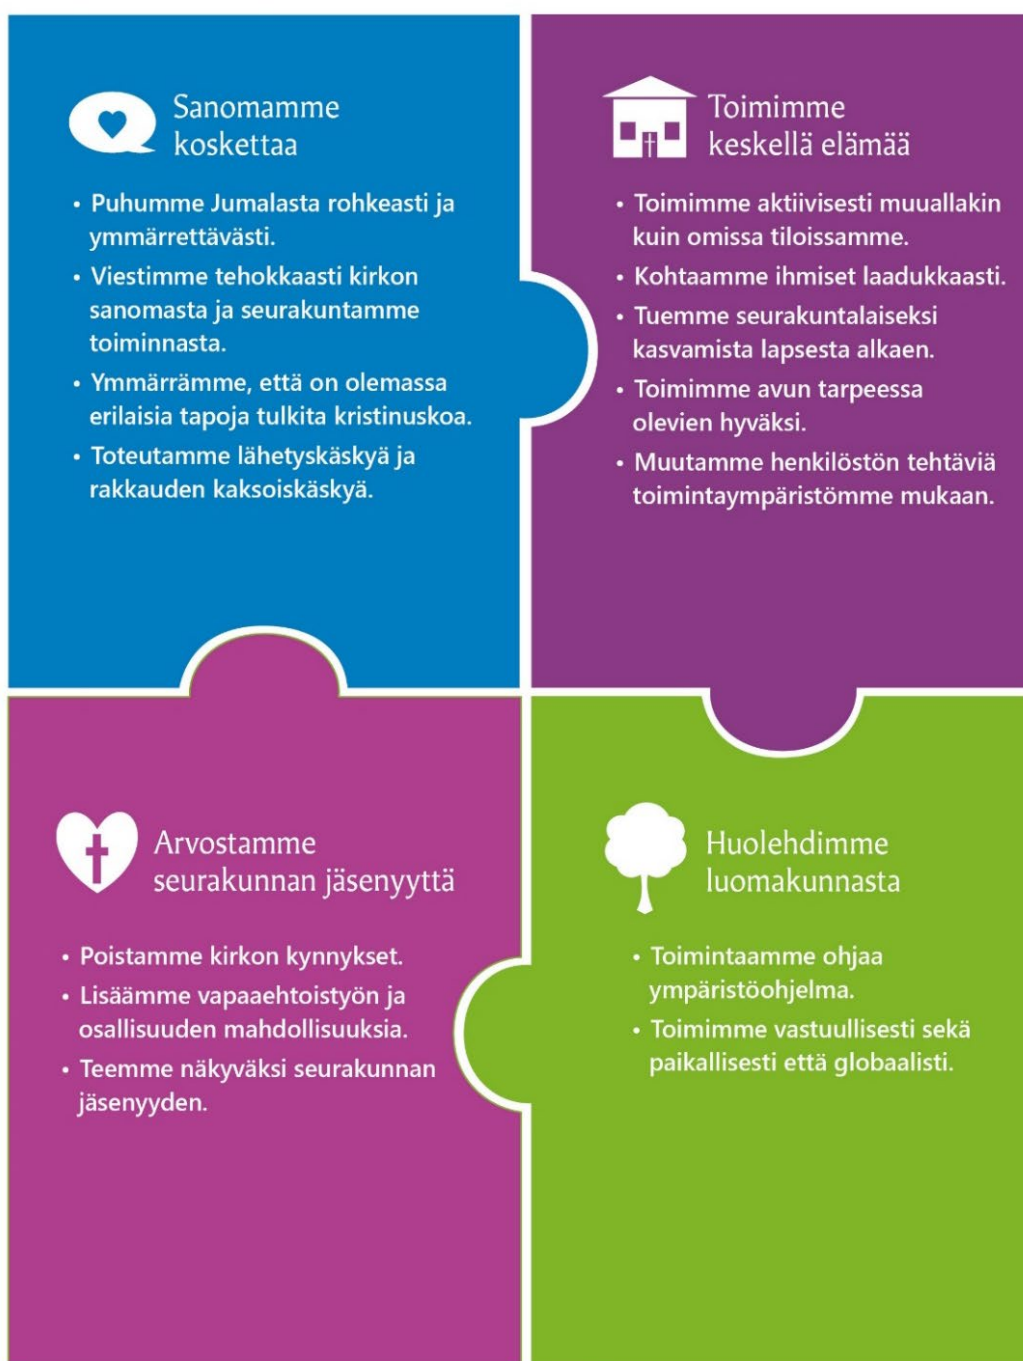 Sanomamme
koskettaa
• Puhumme Jumalasta rohkeasti ja
ymmärrettävästi.
• Viestimme tehokkaasti kirkon
sanomasta ja seurakuntamme
toiminnasta.
• Ymmärrämme, että on olemassa
erilaisia tapoja tulkita kristinuskoa.
• Toteutamme lähetyskäskyä ja
rakkauden kaksoiskäskyä.
Toimimme
keskellä elämää
• Toimimme aktiivisesti muuallakin
kuin omissa tiloissamme.
• Kohtaamme ihmiset laadukkaasti.
• Tuemme seurakuntalaiseksi
kasvamista lapsesta alkaen.
• Toimimme avun tarpeessa
olevien hyväksi.
• Muutamme henkilöstön tehtäviä
toimintaympäristömme mukaan.
Arvostamme
seurakunnan jäsenyyttä
• Poistamme kirkon kynnykset.
• Lisäämme vapaaehtoistyön ja
osallisuuden mahdollisuuksia.
• Teemme näkyväksi seurakunnan
jäsenyyden.
Huolehdimme
luomakunnasta
• Toimintaamme ohjaa
ympäristöohjelma.
• Toimimme vastuullisesti sekä
paikallisesti että globaalisti.